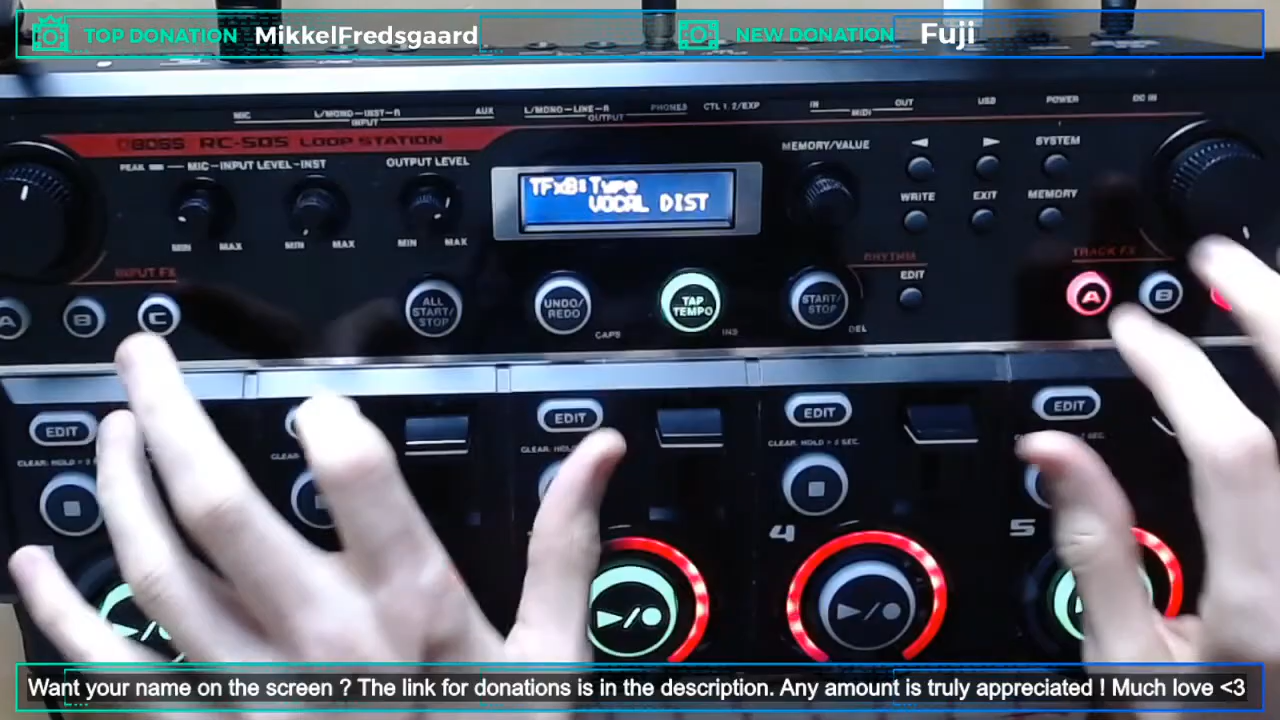 TOP DONATION MikkelFredsgaard
NEW DONATION Fuji
MIC L/MONO-INST-R AUX L/MONO-LINE-R PHONES CTL 1, 2/EXP IN MIDI OUT USB POWER DC IN
INPUT OUTPUT
BOSS RC-505 LOOP STATION
PEAK MIC-INPUT LEVEL-INST
OUTPUT LEVEL
MEMORY/VALUE
SYSTEM
TFxB:Type
VOCAL DIST
WRITE EXIT MEMORY
MIN MAX MIN MAX MIN MAX
INPUT FX
RHYTHM
TRACK FX
EDIT
A B C
ALL START/STOP
UNDO/REDO
CAPS
TAP TEMPO
INS
START/STOP
DEL
A B
EDIT EDIT EDIT EDIT
CLEAR: HOLD > 2 SEC.
4
5
Want your name on the screen ? The link for donations is in the description. Any amount is truly appreciated ! Much love <3